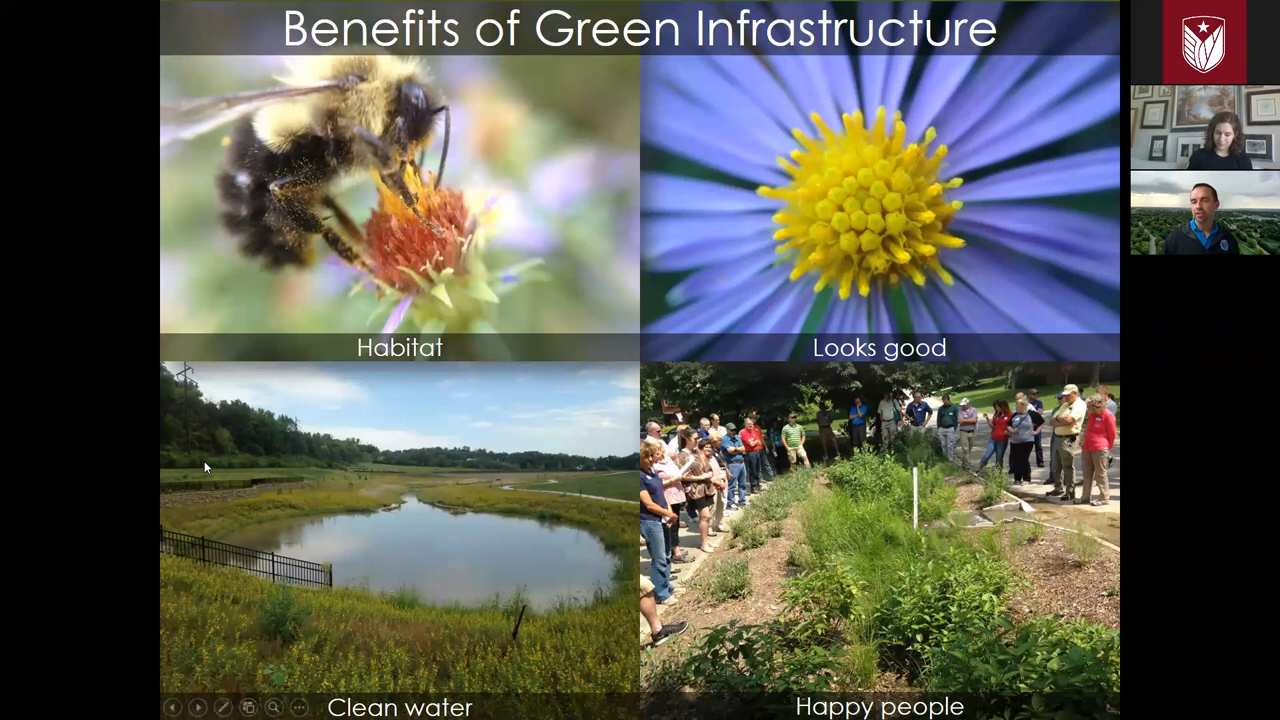 Benefits of Green Infrastructure
Habitat
Looks good
Clean water
Happy people